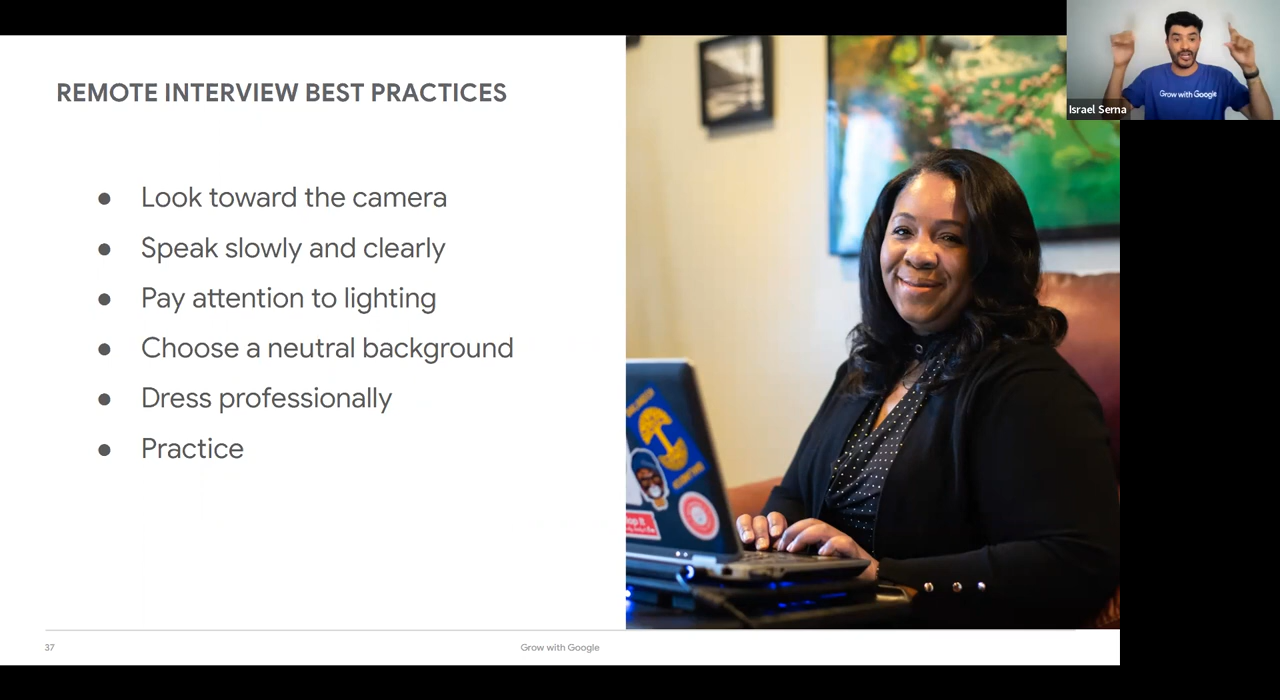 REMOTE INTERVIEW BEST PRACTICES
● Look toward the camera
● Speak slowly and clearly
● Pay attention to lighting
● Choose a neutral background
● Dress professionally
● Practice
37
Grow with Google
Grow with Google
Israel Serna